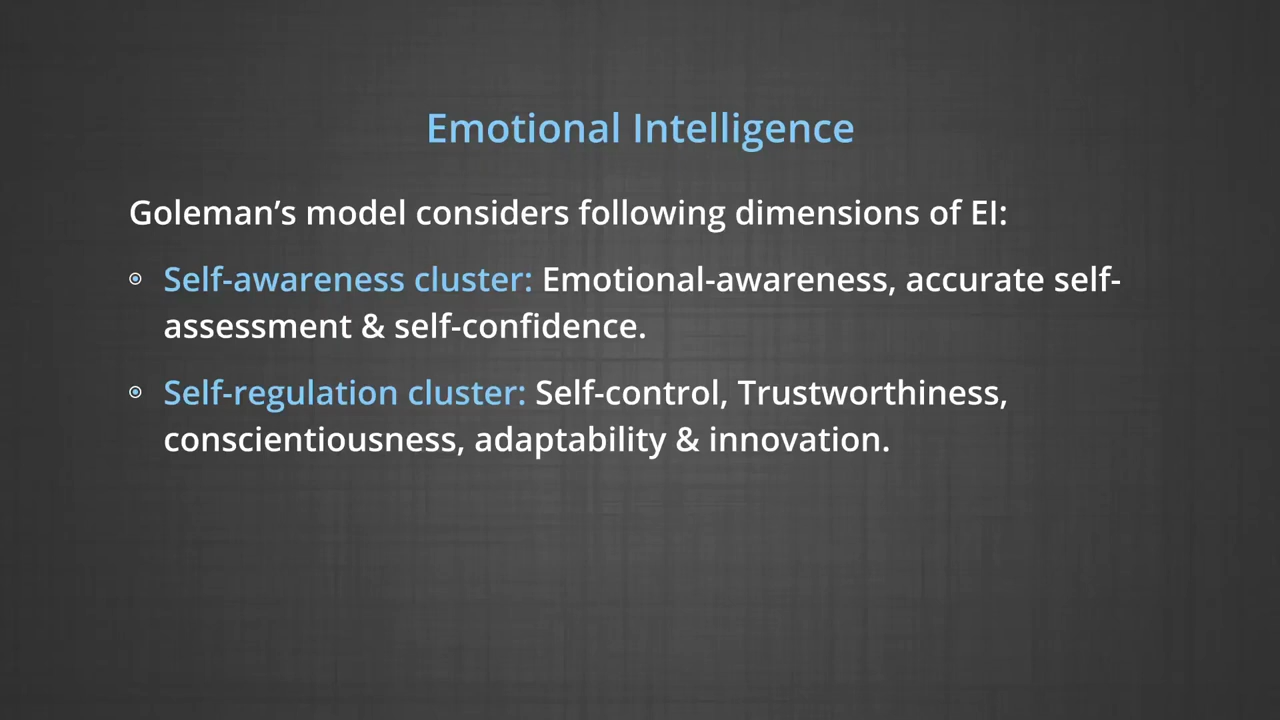 Emotional Intelligence
Goleman’s model considers following dimensions of EI:
Self-awareness cluster: Emotional-awareness, accurate self-
assessment & self-confidence.
Self-regulation cluster: Self-control, Trustworthiness,
conscientiousness, adaptability & innovation.